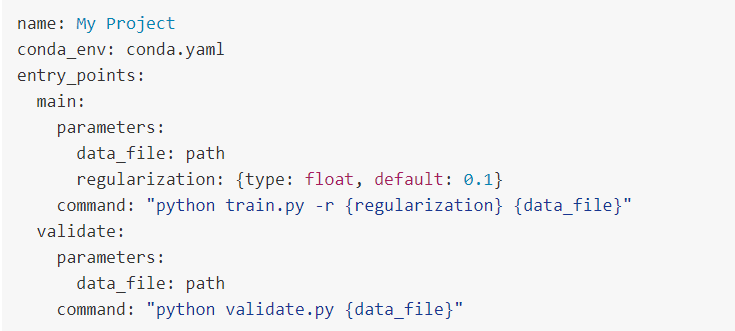 name: My Project
conda_env: conda.yaml
entry_points:
  main:
    parameters:
      data_file: path
      regularization: {type: float, default: 0.1}
    command: "python train.py -r {regularization} {data_file}"
  validate:
    parameters:
      data_file: path
    command: "python validate.py {data_file}"